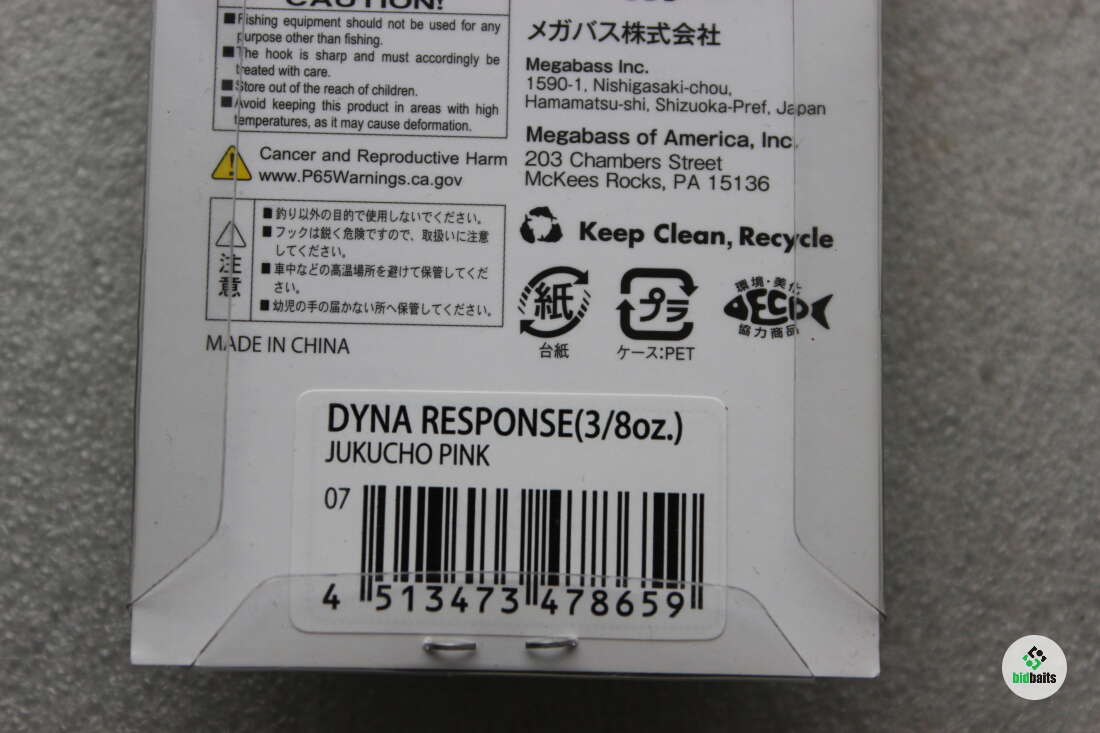 CAUTION!
■Fishing equipment should not be used for any
purpose other than fishing.
■The hook is sharp and must accordingly be
treated with care.
■Store out of the reach of children.
■Avoid keeping this product in areas with high
temperatures, as it may cause deformation.
Cancer and Reproductive Harm
www.P65Warnings.ca.gov
注意
■釣り以外の目的で使用しないでください。
■フックは鋭く危険ですので、取扱いに注意
してください。
■車中などの高温場所を避けて保管してくだ
さい。
■幼児の手の届かない所へ保管してください。
MADE IN CHINA
メガバス株式会社
Megabass Inc.
1590-1, Nishigasaki-chou,
Hamamatsu-shi, Shizuoka-Pref, Japan
Megabass of America, Inc.
203 Chambers Street
McKees Rocks, PA 15136
Keep Clean, Recycle
紙
台紙
プラ
ケース:PET
環境・美化
ECO
協力商品
DYNA RESPONSE(3/8oz.)
JUKUCHO PINK
07
4 513473 478659
bidbaits